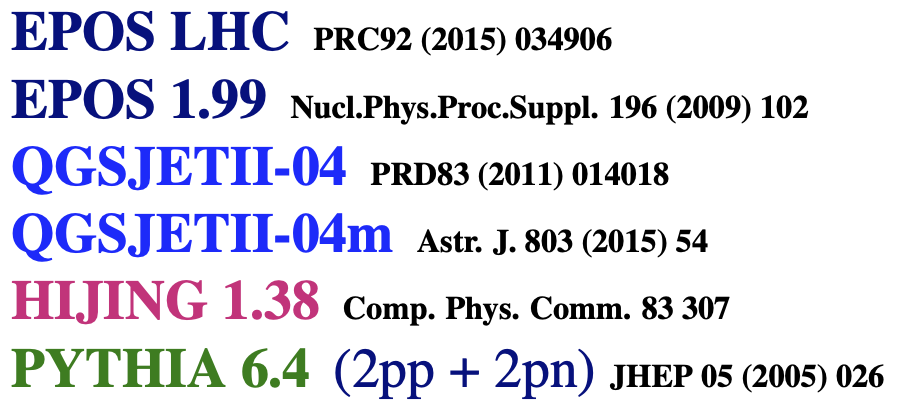 EPOS LHC PRC92 (2015) 034906
EPOS 1.99 Nucl.Phys.Proc.Suppl. 196 (2009) 102
QGSJETII-04 PRD83 (2011) 014018
QGSJETII-04m Astr. J. 803 (2015) 54
HIJING 1.38 Comp. Phys. Comm. 83 307
PYTHIA 6.4 (2pp + 2pn) JHEP 05 (2005) 026